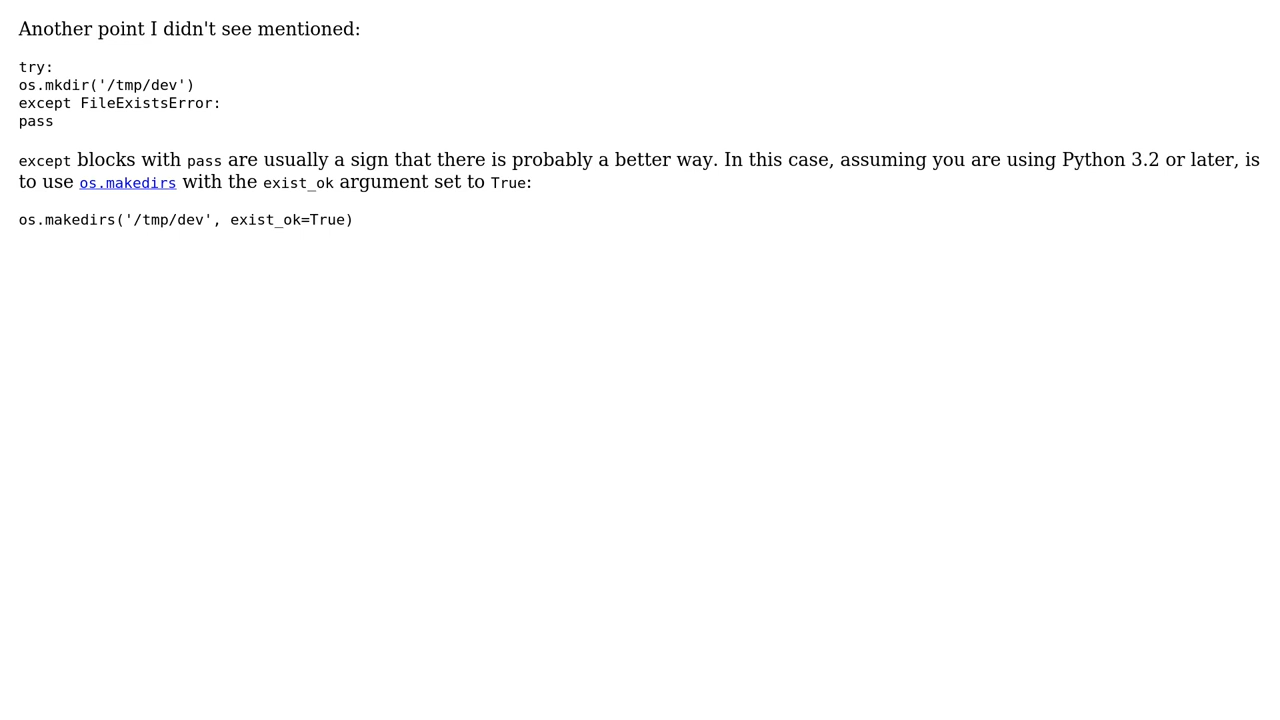 Another point I didn't see mentioned:
try:
os.mkdir('/tmp/dev')
except FileExistsError:
pass
except blocks with pass are usually a sign that there is probably a better way. In this case, assuming you are using Python 3.2 or later, is
to use os.makedirs with the exist_ok argument set to True:
os.makedirs('/tmp/dev', exist_ok=True)